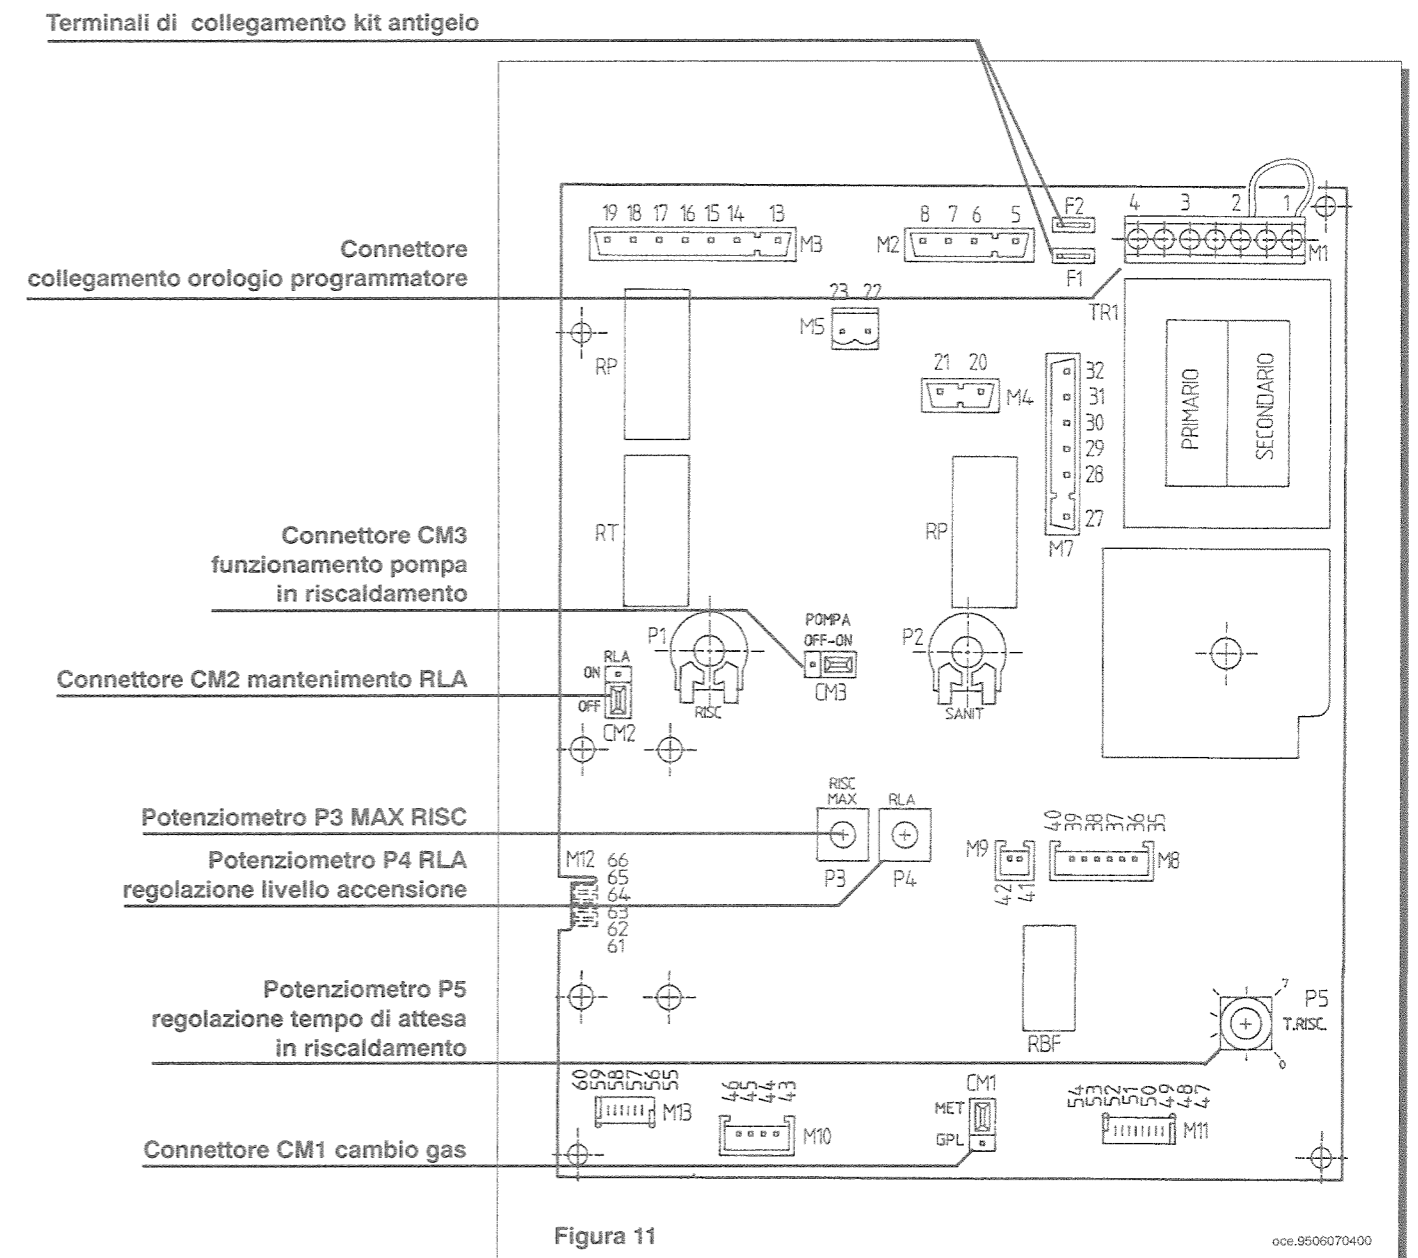 Terminali di collegamento kit antigelo
19 18 17 16 15 14 13
M3
8 7 6 5
M2
F2
F1
4 3 2 1
M1
Connettore
collegamento orologio programmatore
23 22
M5
TR1
RP
21 20
M4
32
31
30
29
28
27
M7
PRIMARIO
SECONDARIO
RT
RP
Connettore CM3
funzionamento pompa
in riscaldamento
P1
RISC
POMPA
OFF-ON
CM3
P2
SANIT
Connettore CM2 mantenimento RLA
RLA
ON
OFF
CM2
Potenziometro P3 MAX RISC
RISC
MAX
P3
RLA
P4
Potenziometro P4 RLA
regolazione livello accensione
M12
66
65
64
63
62
61
M9
42 41
40 39 38 37 36 35
M8
Potenziometro P5
regolazione tempo di attesa
in riscaldamento
RBF
7
P5
T.RISC.
0
60 59 58 57 56 55
M13
46 45 44 43
M10
CM1
MET
GPL
54 53 52 51 50 49 48 47
M11
Connettore CM1 cambio gas
Figura 11
oce.9506070400